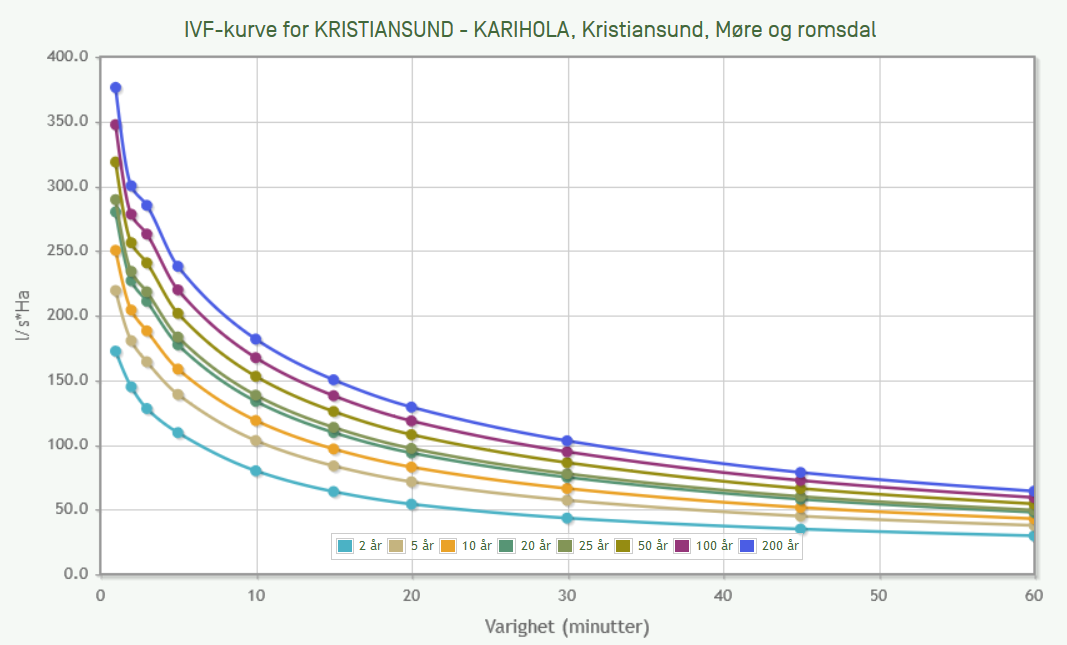 IVF-kurve for KRISTIANSUND - KARIHOLA, Kristiansund, Møre og romsdal
400.0
350.0
300.0
250.0
200.0
150.0
100.0
50.0
0.0
l/s*Ha
2 år 5 år 10 år 20 år 25 år 50 år 100 år 200 år
0 10 20 30 40 50 60
Varighet (minutter)